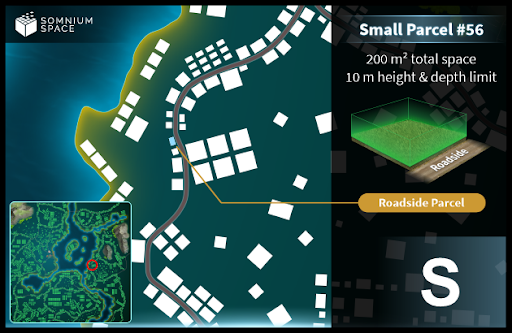 SOMNIUM
SPACE
Small Parcel #56
200 m² total space
10 m height & depth limit
Roadside
Roadside Parcel
S